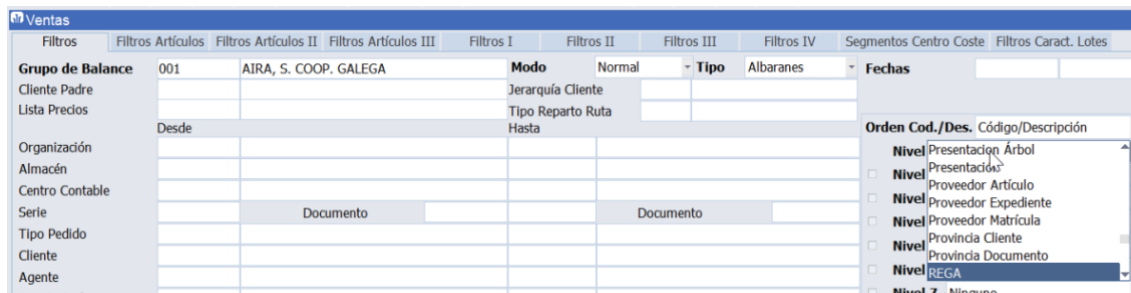 Ventas
Filtros Filtros Artículos Filtros Artículos II Filtros Artículos III Filtros I Filtros II Filtros III Filtros IV Segmentos Centro Coste Filtros Caract. Lotes
Grupo de Balance 001 AIRA, S. COOP. GALEGA Modo Normal Tipo Albaranes Fechas
Cliente Padre Jerarquía Cliente
Lista Precios Tipo Reparto Ruta
Desde Hasta Orden Cod./Des. Código/Descripción
Organización Nivel Presentacion Árbol
Almacén Nivel Presentación
Centro Contable Nivel Proveedor Artículo
Proveedor Expediente
Serie Documento Documento Nivel Proveedor Matrícula
Tipo Pedido Nivel Provincia Cliente
Cliente Provincia Documento
Agente Nivel REGA
Nivel 7 Ninguno